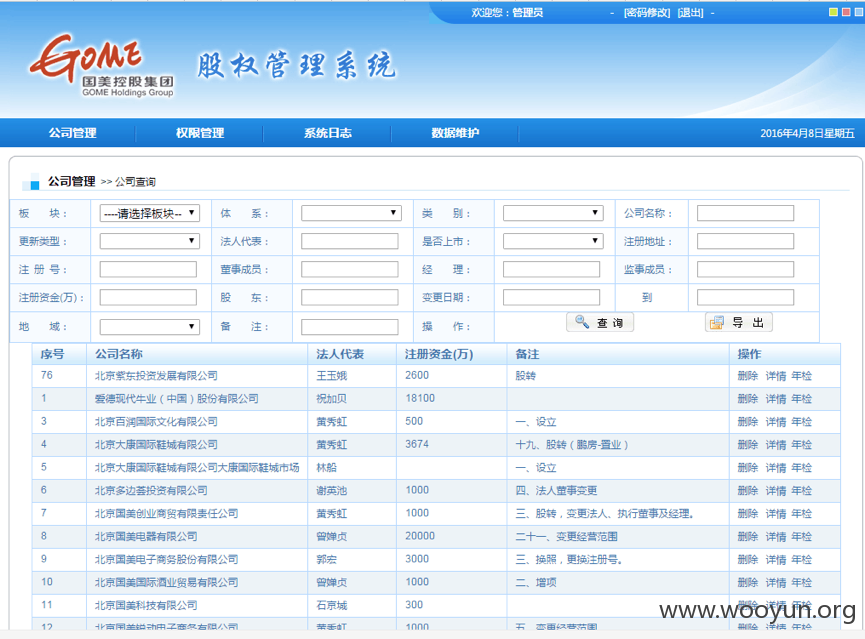 欢迎您：管理员 - [密码修改] [退出] -
GOME
国美控股集团
GOME Holdings Group
股权管理系统
公司管理 权限管理 系统日志 数据维护 2016年4月8日星期五
公司管理 >> 公司查询
板 块： ----请选择板块-- 体 系： 类 别： 公司名称：
更新类型： 法人代表： 是否上市： 注册地址：
注 册 号： 董事成员： 经 理： 监事成员：
注册资金(万)： 股 东： 变更日期： 到
地 域： 备 注： 操 作： 查 询 导 出
序号 公司名称 法人代表 注册资金(万) 备注 操作
76 北京紫东投资发展有限公司 王玉娥 2600 股转 删除 详情 年检
1 爱德现代牛业（中国）股份有限公司 祝加贝 18100 删除 详情 年检
3 北京百润国际文化有限公司 黄秀虹 500 一、设立 删除 详情 年检
4 北京大康国际鞋城有限公司 黄秀虹 3674 十九、股转（鹏房-置业） 删除 详情 年检
5 北京大康国际鞋城有限公司大康国际鞋城市场 林船 一、设立 删除 详情 年检
6 北京多边荟投资有限公司 谢英池 1000 四、法人董事变更 删除 详情 年检
7 北京国美创业商贸有限责任公司 黄秀虹 1000 三、股转，变更法人、执行董事及经理。 删除 详情 年检
8 北京国美电器有限公司 曾婵贞 20000 二十一、变更经营范围 删除 详情 年检
9 北京国美电子商务股份有限公司 郭宏 3000 三、换照，更换注册号。 删除 详情 年检
10 北京国美国际酒业贸易有限公司 曾婵贞 1000 二、增项 删除 详情 年检
11 北京国美科技有限公司 石京城 300 删除 详情 年检
12 北京国美锐动电子商务有限公司 黄秀虹 1000 五、变更经营范围 删除 详情 年检
www.wooyun.org